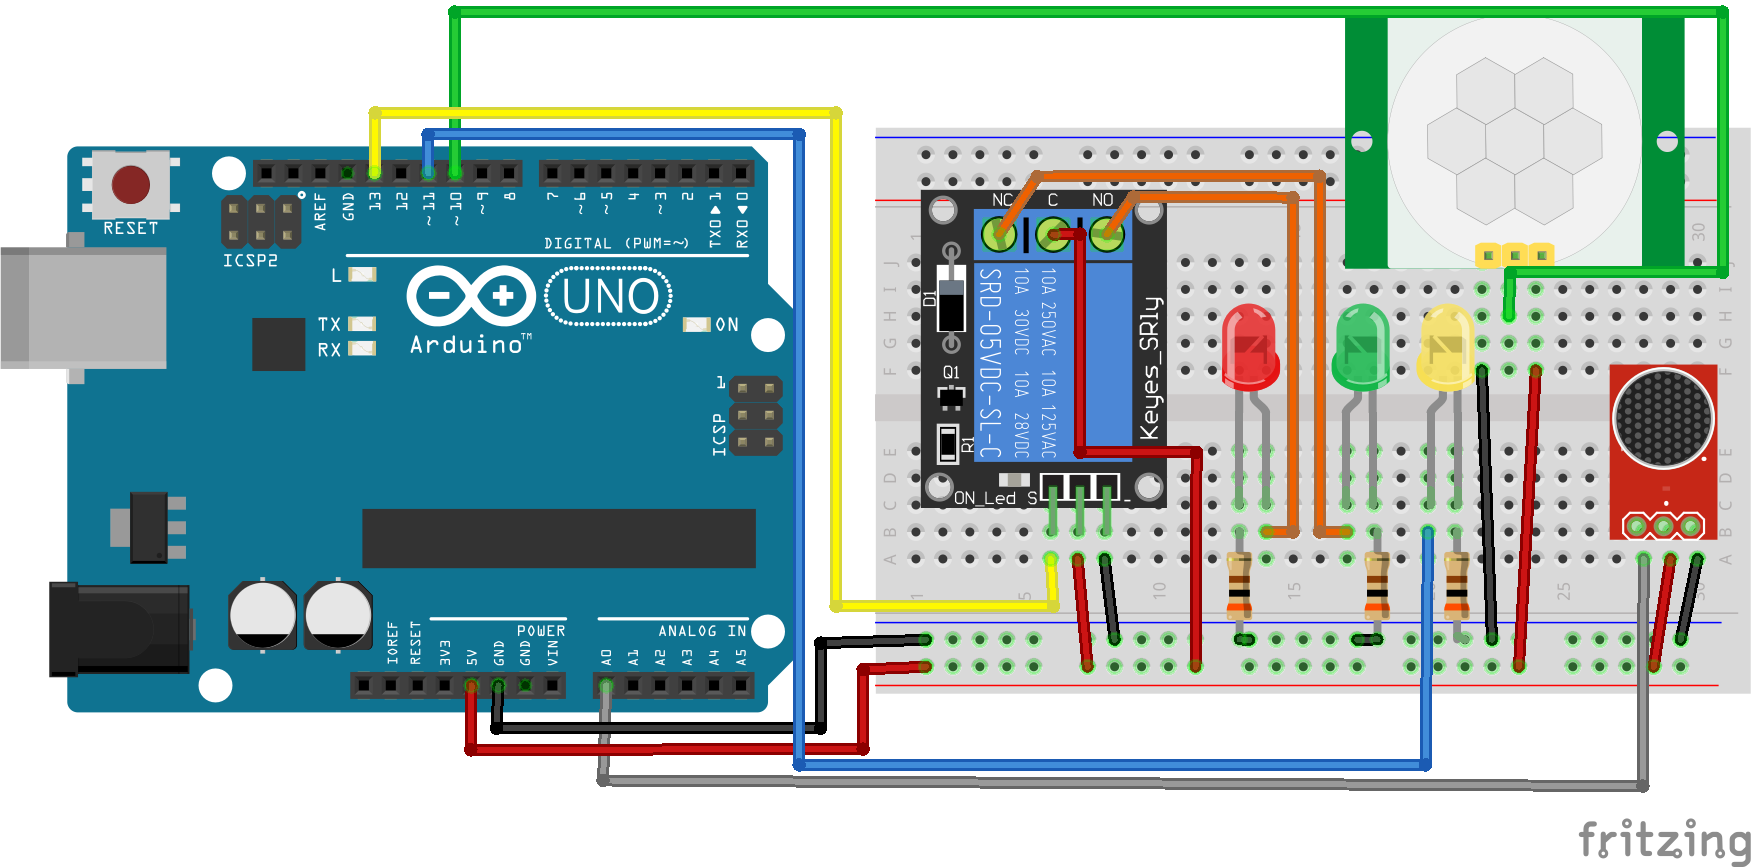 RESET
ICSP2
AREF
GND
13
12
~11
~10
~9
8
7
~6
~5
4
~3
2
TX0▶1
RX0◀0
DIGITAL (PWM=~)
L
TX
RX
ON
UNO
Arduino™
1
ICSP
IOREF
RESET
3V3
5V
GND
GND
VIN
POWER
ANALOG IN
A0
A1
A2
A3
A4
A5
NC
C
NO
D1
Q1
R1
SRD-05VDC-SL-C
10A 30VDC 10A 28VDC
10A 250VAC 10A 125VAC
Keyes_SRly
ON_Led
S
-
1
5
10
15
25
30
30
J
I
H
G
F
E
D
C
B
A
I
H
G
F
A
fritzing